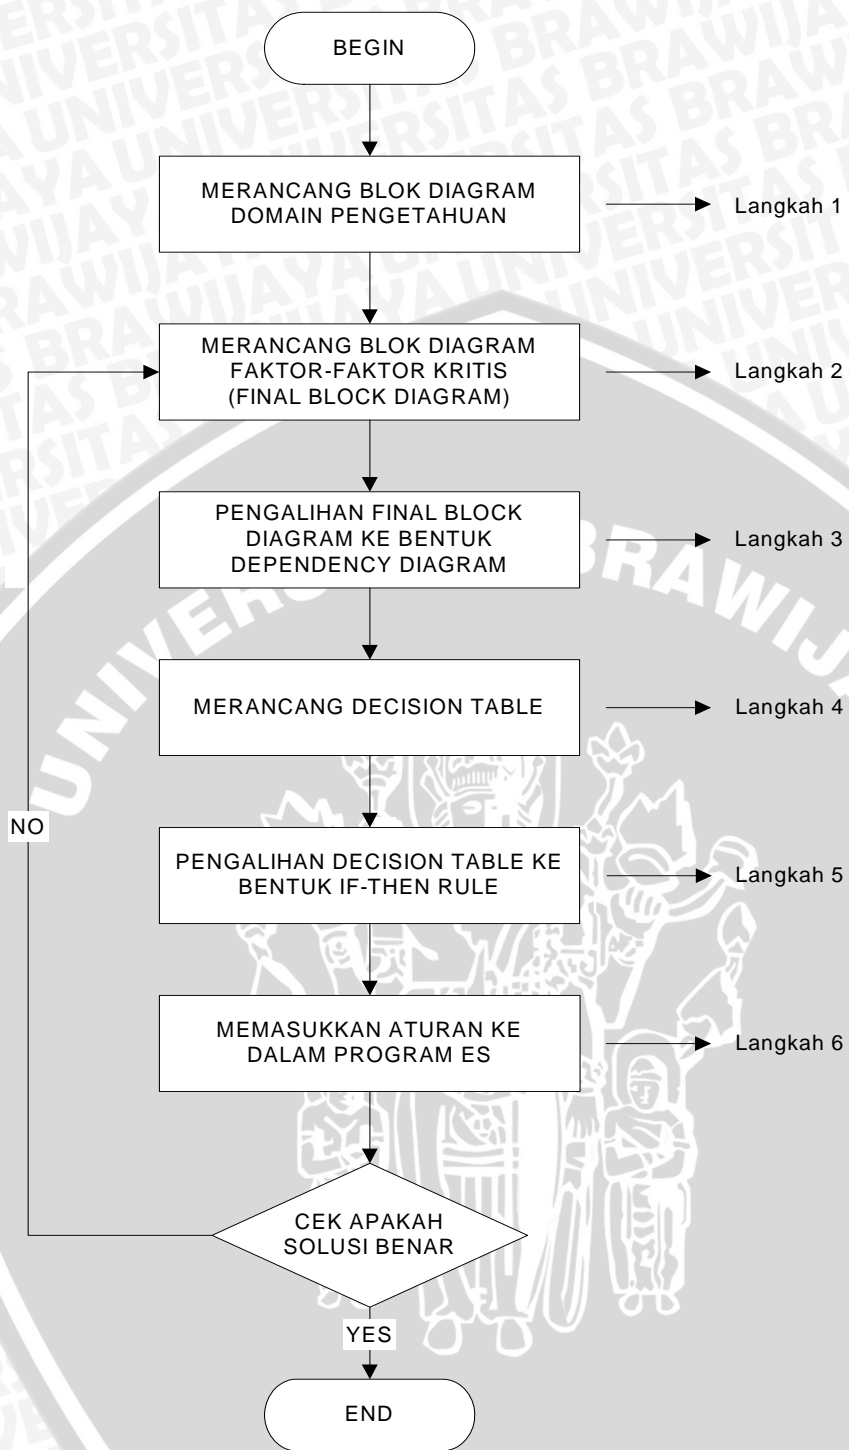 BEGIN
MERANCANG BLOK DIAGRAM
DOMAIN PENGETAHUAN
Langkah 1
MERANCANG BLOK DIAGRAM
FAKTOR-FAKTOR KRITIS
(FINAL BLOCK DIAGRAM)
Langkah 2
PENGALIHAN FINAL BLOCK
DIAGRAM KE BENTUK
DEPENDENCY DIAGRAM
Langkah 3
MERANCANG DECISION TABLE
Langkah 4
NO
PENGALIHAN DECISION TABLE KE
BENTUK IF-THEN RULE
Langkah 5
MEMASUKKAN ATURAN KE
DALAM PROGRAM ES
Langkah 6
CEK APAKAH
SOLUSI BENAR
YES
END